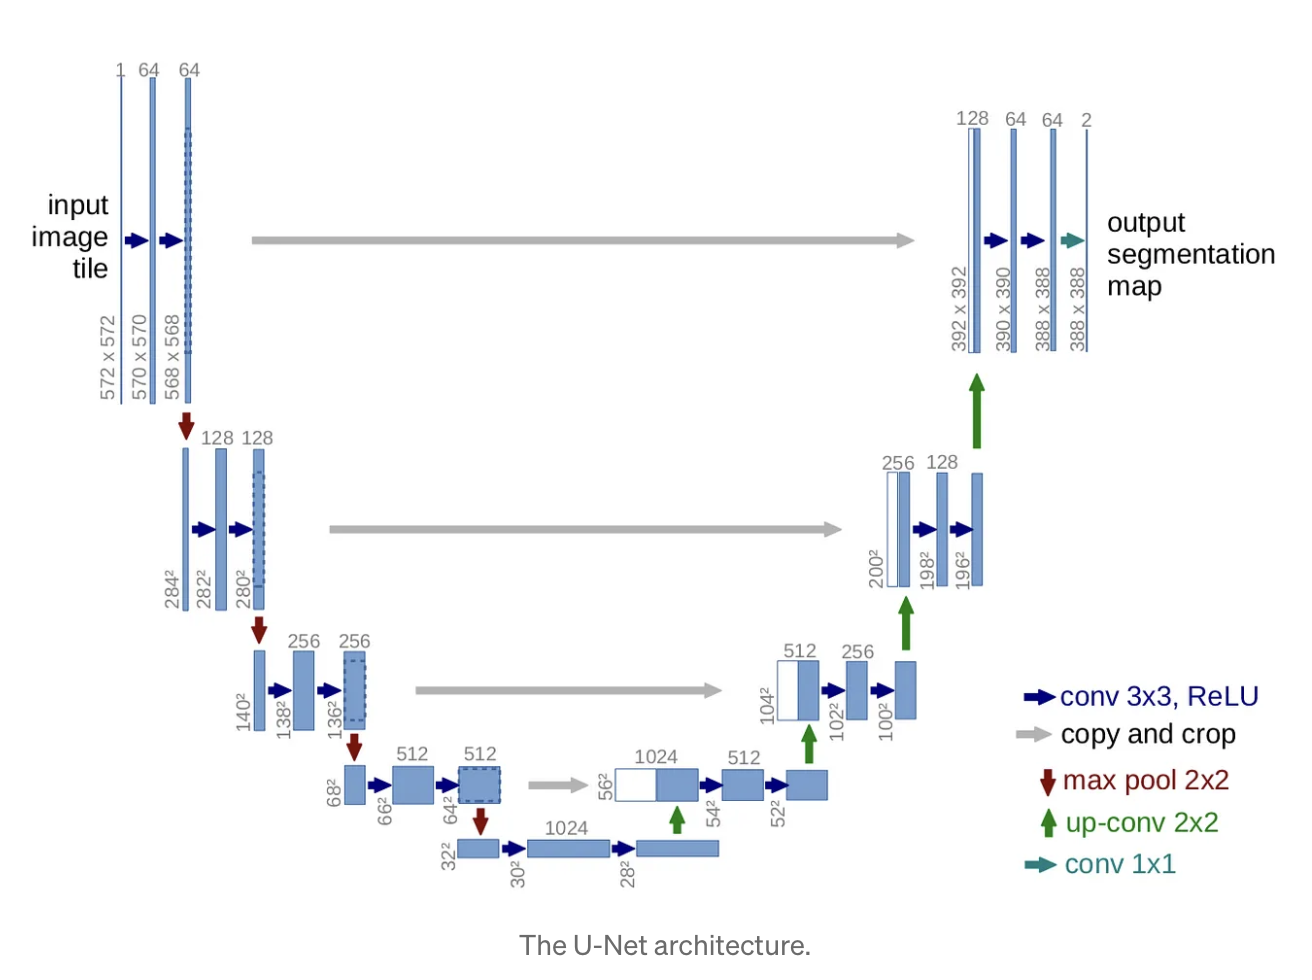 1 64 64
input
image
tile
572 x 572
570 x 570
568 x 568
128 64 64 2
392 x 392
390 x 390
388 x 388
388 x 388
output
segmentation
map
128 128
284²
282²
280²
256 128
200²
198²
196²
256 256
140²
138²
136²
512 256
104²
102²
100²
512 512
68²
66²
64²
1024 512
56²
54²
52²
1024
32²
30²
28²
conv 3x3, ReLU
copy and crop
max pool 2x2
up-conv 2x2
conv 1x1
The U-Net architecture.